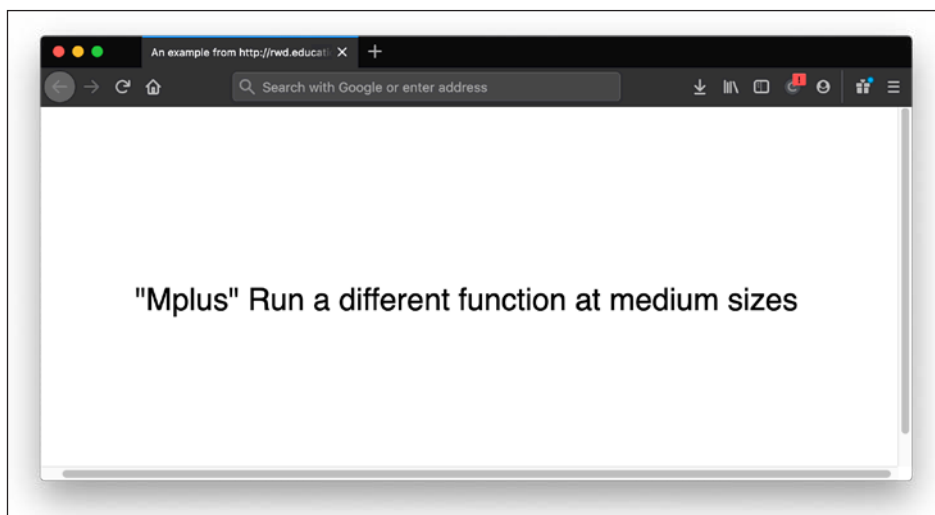 An example from http://rwd.educati
Search with Google or enter address
"Mplus" Run a different function at medium sizes